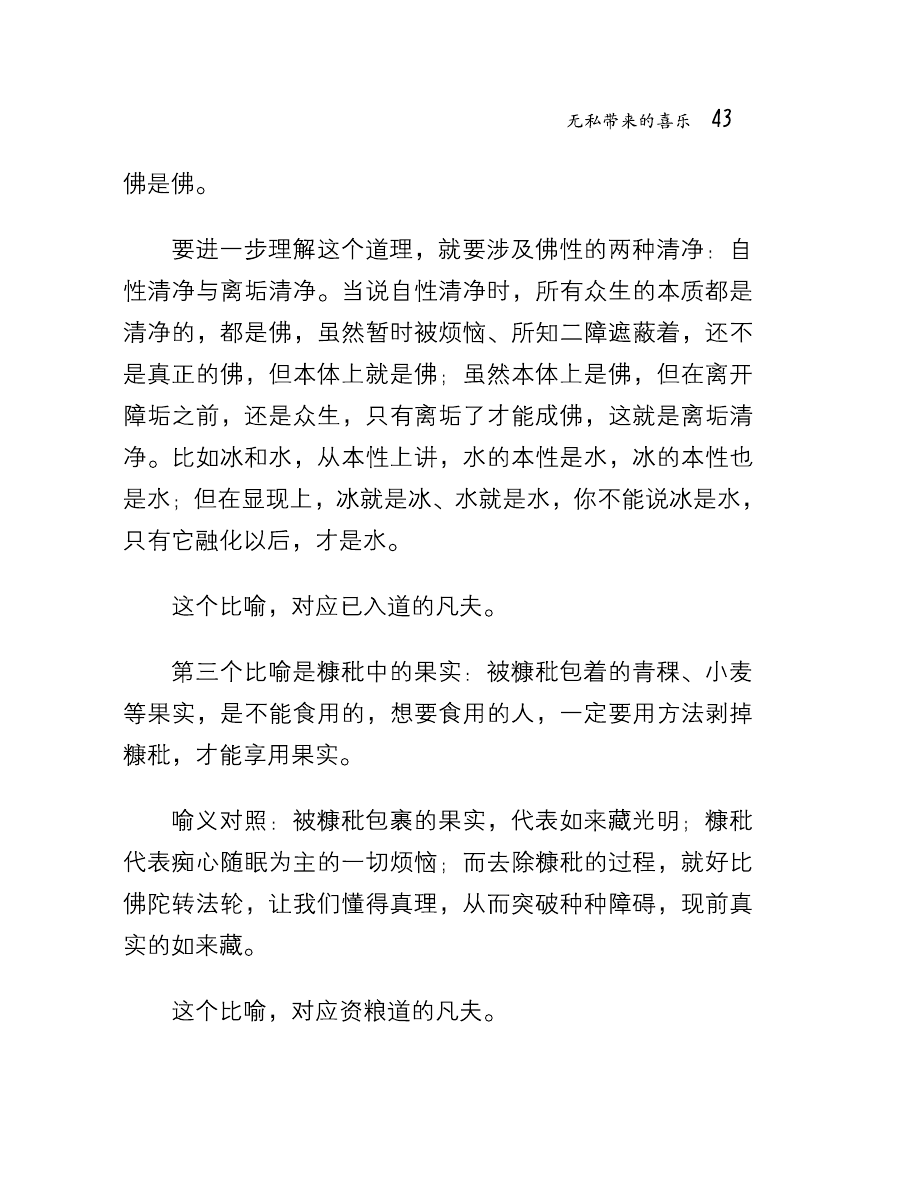 无私带来的喜乐 43
佛是佛。
要进一步理解这个道理，就要涉及佛性的两种清净：自
性清净与离垢清净。当说自性清净时，所有众生的本质都是
清净的，都是佛，虽然暂时被烦恼、所知二障遮蔽着，还不
是真正的佛，但本体上就是佛；虽然本体上是佛，但在离开
障垢之前，还是众生，只有离垢了才能成佛，这就是离垢清
净。比如冰和水，从本性上讲，水的本性是水，冰的本性也
是水；但在显现上，冰就是冰、水就是水，你不能说冰是水，
只有它融化以后，才是水。
这个比喻，对应已入道的凡夫。
第三个比喻是糠秕中的果实：被糠秕包着的青稞、小麦
等果实，是不能食用的，想要食用的人，一定要用方法剥掉
糠秕，才能享用果实。
喻义对照：被糠秕包裹的果实，代表如来藏光明；糠秕
代表痴心随眠为主的一切烦恼；而去除糠秕的过程，就好比
佛陀转法轮，让我们懂得真理，从而突破种种障碍，现前真
实的如来藏。
这个比喻，对应资粮道的凡夫。